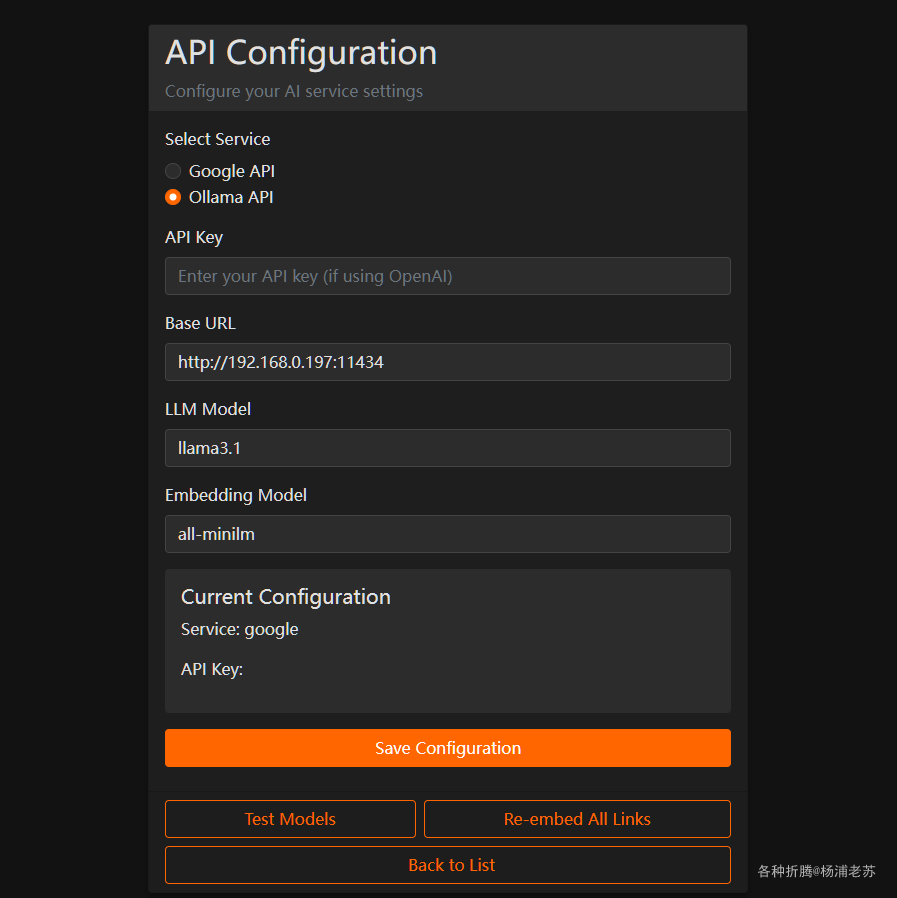 API Configuration
Configure your AI service settings
Select Service
Google API
Ollama API
API Key
Enter your API key (if using OpenAI)
Base URL
http://192.168.0.197:11434
LLM Model
llama3.1
Embedding Model
all-minilm
Current Configuration
Service: google
API Key:
Save Configuration
Test Models
Re-embed All Links
Back to List
各种折腾@杨浦老苏